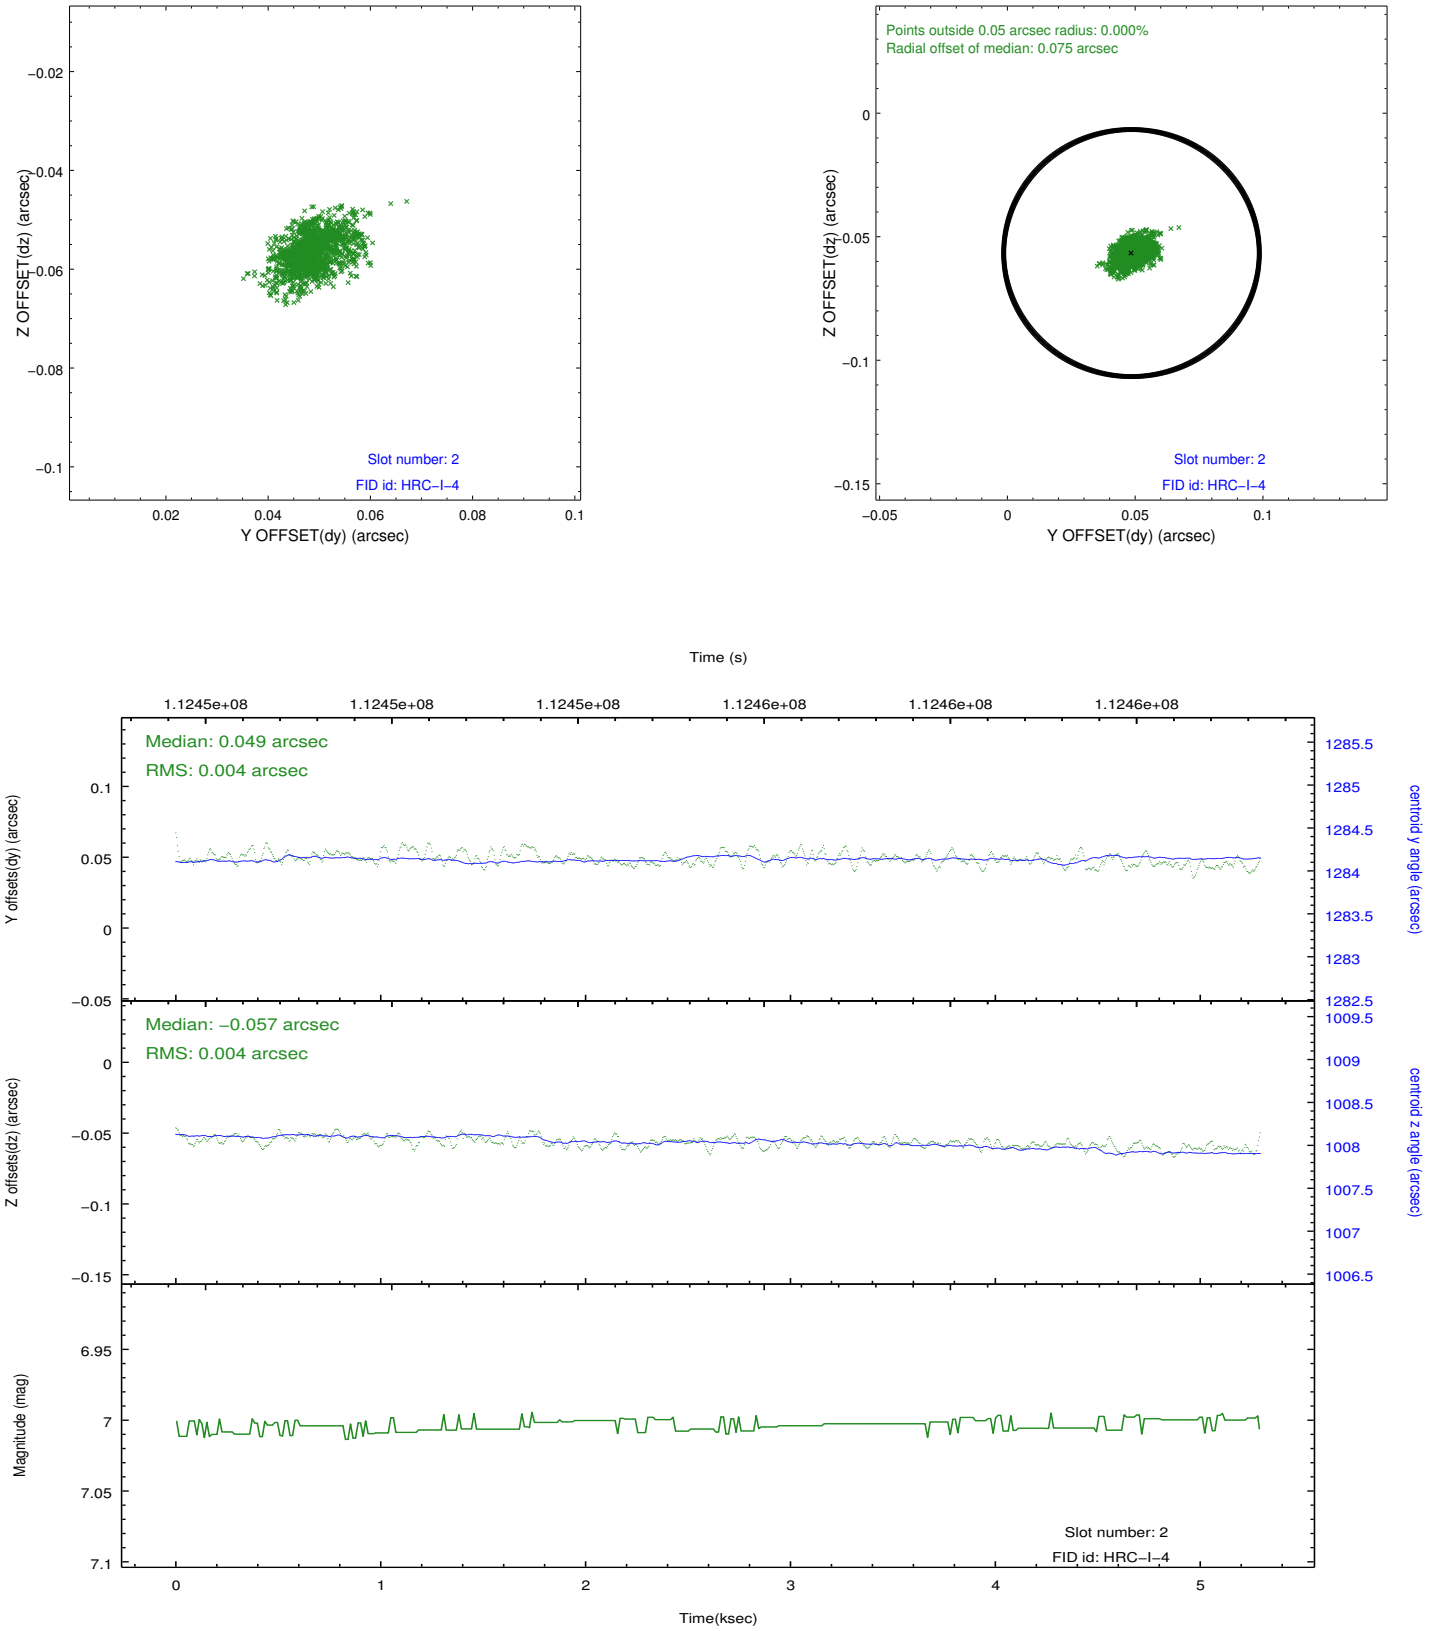 −0.02
−0.04
−0.06
−0.08
−0.1
Z OFFSET(dz) (arcsec)
Slot number: 2
FID id: HRC−I−4
0.02 0.04 0.06 0.08 0.1
Y OFFSET(dy) (arcsec)
Points outside 0.05 arcsec radius: 0.000%
Radial offset of median: 0.075 arcsec
0
−0.05
−0.1
−0.15
Z OFFSET(dz) (arcsec)
Slot number: 2
FID id: HRC−I−4
−0.05 0 0.05 0.1
Y OFFSET(dy) (arcsec)
Time (s)
1.1245e+08 1.1245e+08 1.1245e+08 1.1246e+08 1.1246e+08 1.1246e+08
Median: 0.049 arcsec
RMS: 0.004 arcsec
0.1
0.05
0
−0.05
Y offsets(dy) (arcsec)
1285.5
1285
1284.5
1284
1283.5
1283
1282.5
centroid y angle (arcsec)
Median: −0.057 arcsec
RMS: 0.004 arcsec
0
−0.05
−0.1
−0.15
Z offsets(dz) (arcsec)
1009.5
1009
1008.5
1008
1007.5
1007
1006.5
centroid z angle (arcsec)
6.95
7
7.05
7.1
Magnitude (mag)
Slot number: 2
FID id: HRC−I−4
0 1 2 3 4 5
Time(ksec)